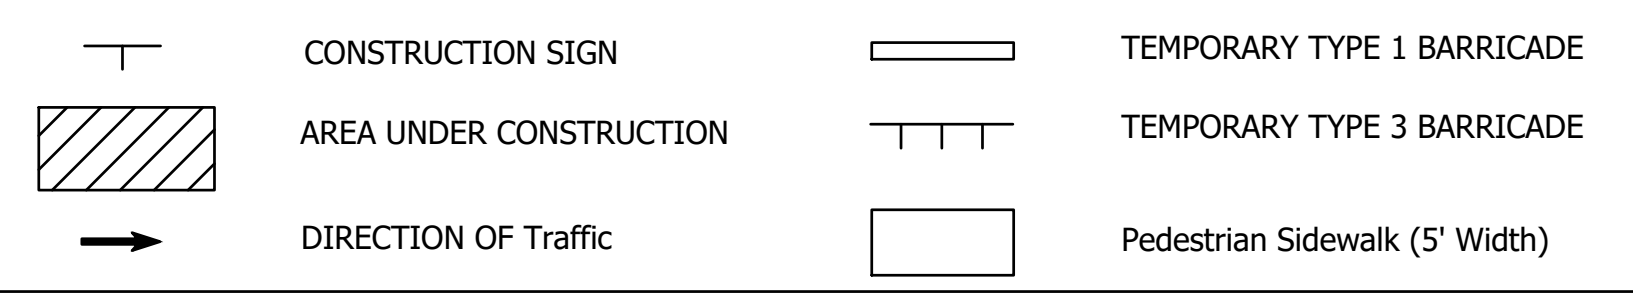 CONSTRUCTION SIGN
AREA UNDER CONSTRUCTION
DIRECTION OF Traffic
TEMPORARY TYPE 1 BARRICADE
TEMPORARY TYPE 3 BARRICADE
Pedestrian Sidewalk (5' Width)